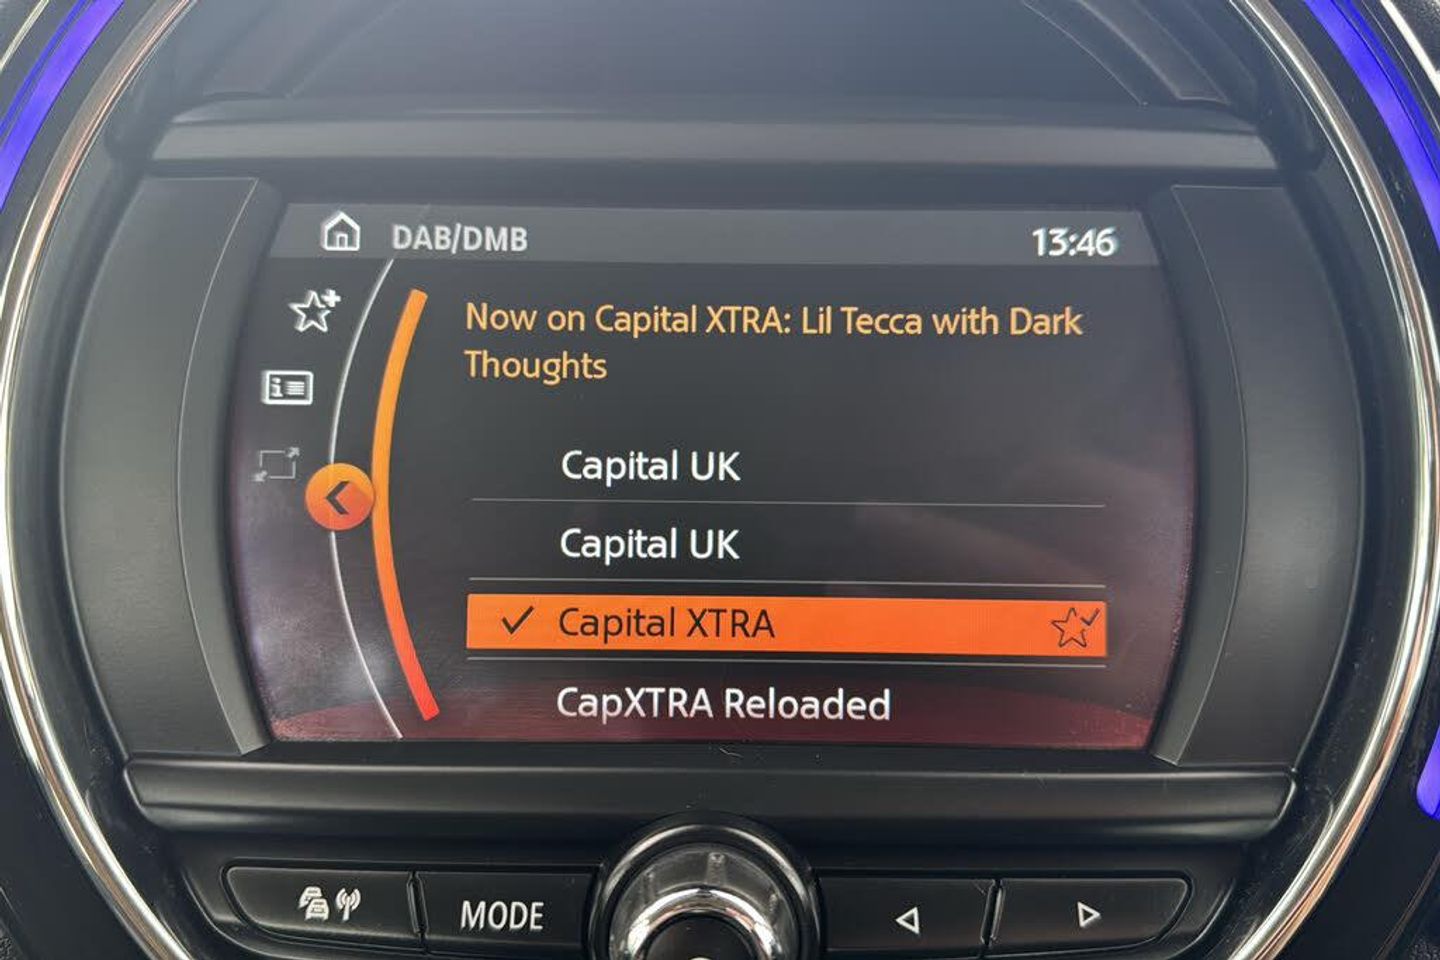 DAB/DMB
13:46
Now on Capital XTRA: Lil Tecca with Dark
Thoughts
Capital UK
Capital UK
Capital XTRA
CapXTRA Reloaded
MODE